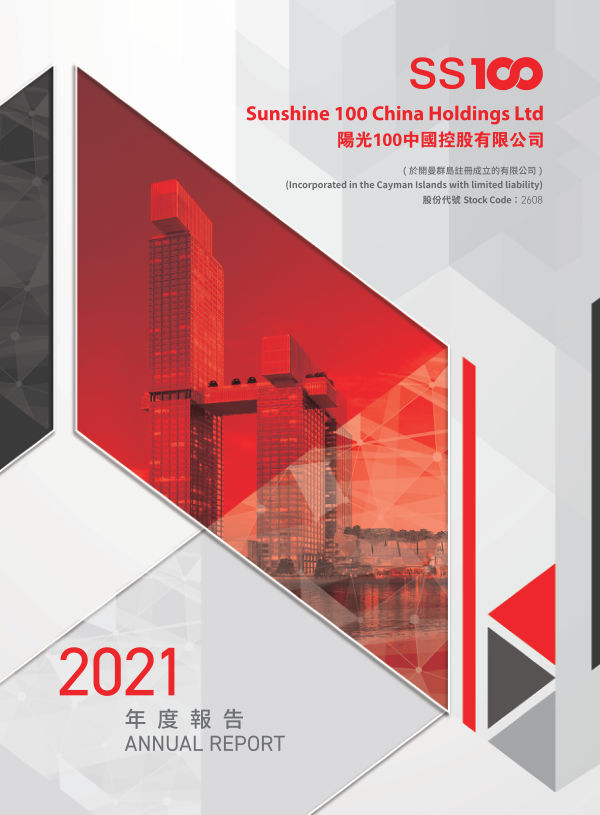 SS100
Sunshine 100 China Holdings Ltd
陽光100中國控股有限公司
(於開曼群島註冊成立的有限公司)
(Incorporated in the Cayman Islands with limited liability)
股份代號 Stock Code：2608
2021
年度報告
ANNUAL REPORT